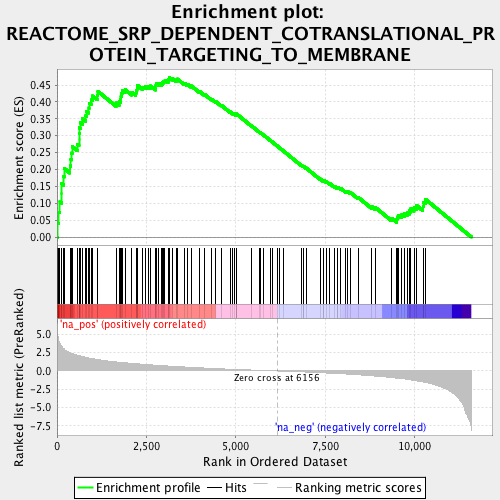 Enrichment plot:
REACTOME_SRP_DEPENDENT_COTRANSLATIONAL_PR
OTEIN_TARGETING_TO_MEMBRANE
Enrichment score (ES)
0.45
0.40
0.35
0.30
0.25
0.20
0.15
0.10
0.05
0.00
'na_pos' (positively correlated)
Ranked list metric (PreRanked)
5.0
2.5
0.0
-2.5
-5.0
-7.5
Zero cross at 6156
'na_neg' (negatively correlated)
0 2,500 5,000 7,500 10,000
Rank in Ordered Dataset
Enrichment profile Hits Ranking metric scores